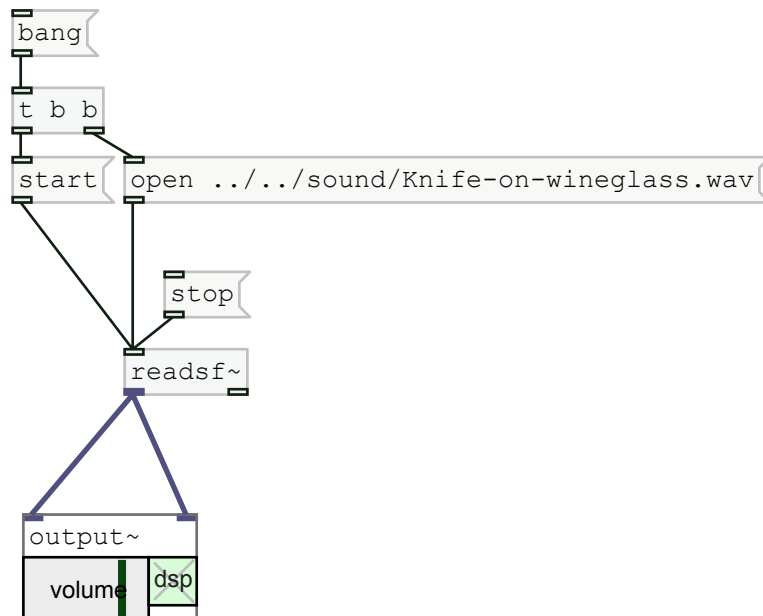 bang
t b b
start
open ../../sound/Knife-on-wineglass.wav
stop
readsf~
output~
volume
dsp